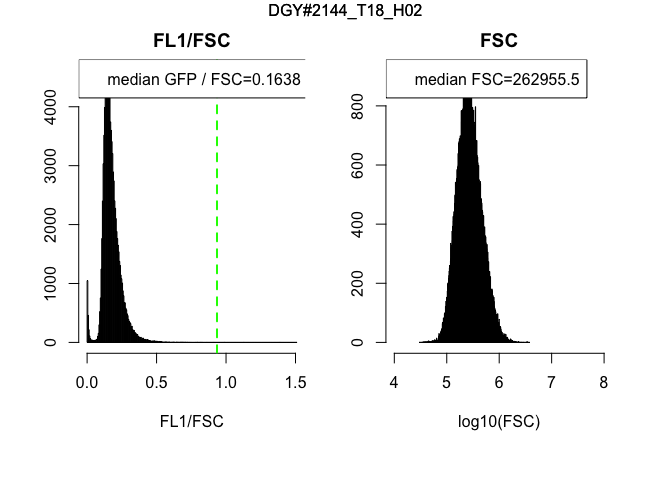 DGY#2144_T18_H02
FL1/FSC
median GFP / FSC=0.1638
4000
3000
2000
1000
0
0.0 0.5 1.0 1.5
FL1/FSC
FSC
median FSC=262955.5
800
600
400
200
0
4 5 6 7 8
log10(FSC)